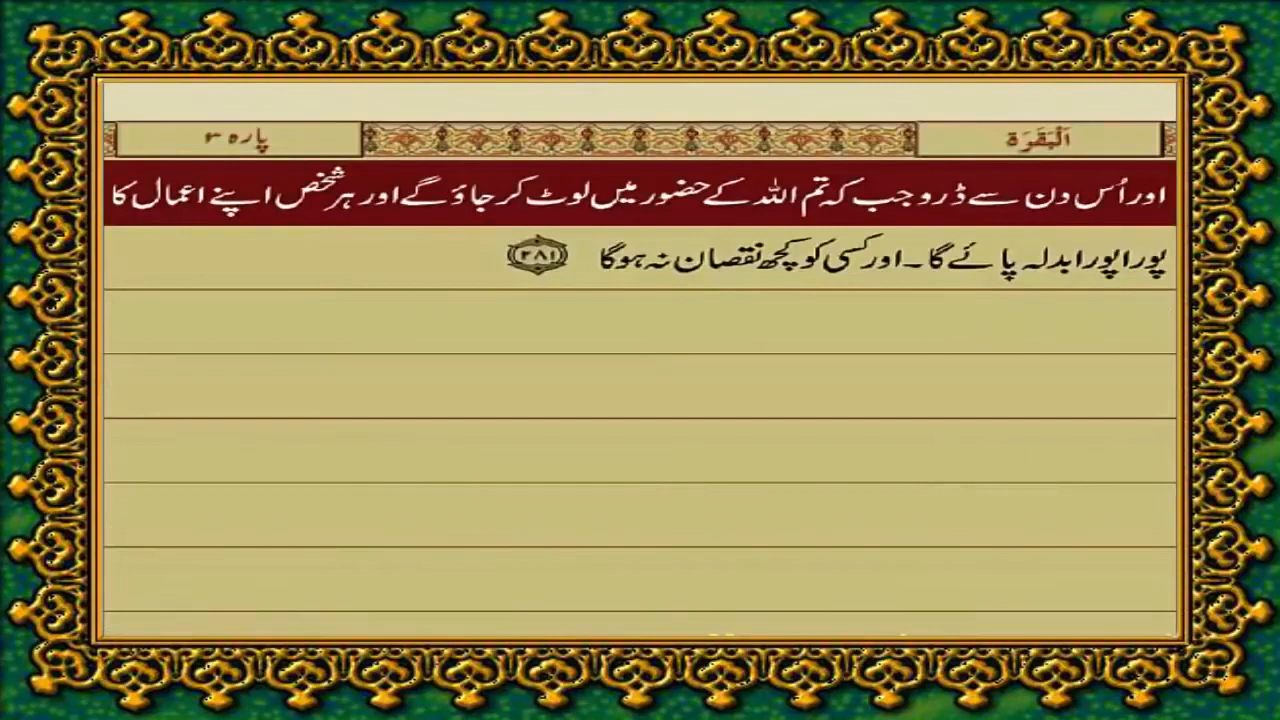 اَلْبَقَرَة
پارہ ۳
اور اُس دن سے ڈرو جب کہ تم اللہ کے حضور میں لوٹ کر جاؤ گے اور ہر شخص اپنے اعمال کا
پورا پورا بدلہ پائے گا۔ اور کسی کو کچھ نقصان نہ ہوگا ۲۸۱